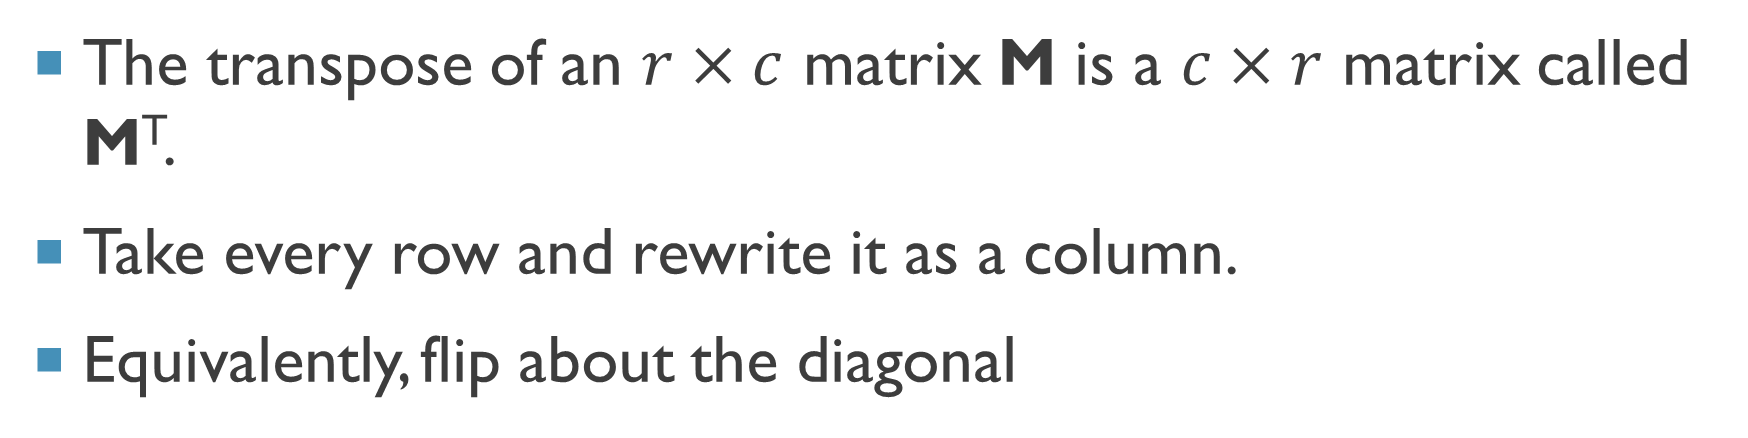 ▪ The transpose of an r × c matrix M is a c × r matrix called
Mᵀ.
▪ Take every row and rewrite it as a column.
▪ Equivalently, flip about the diagonal